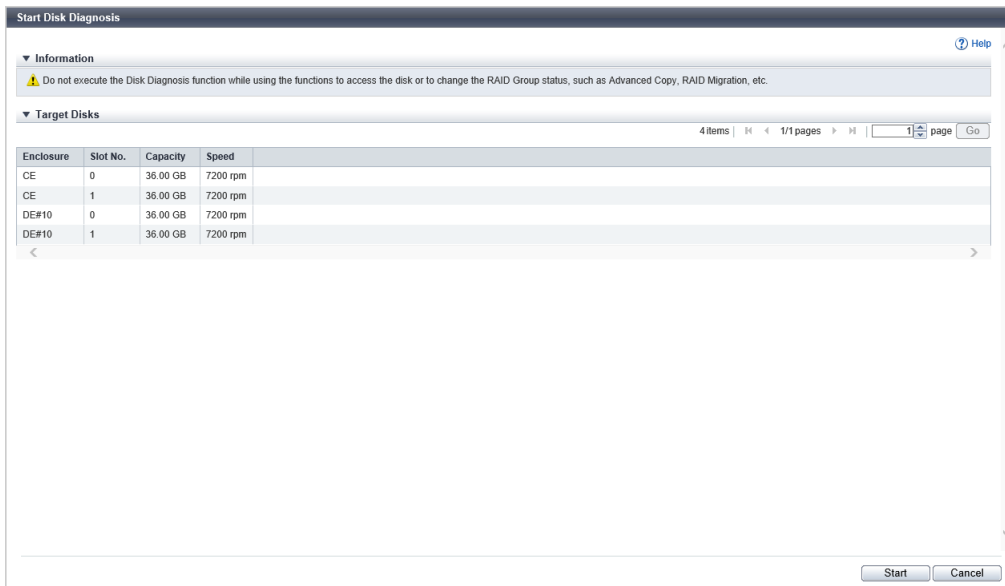 Start Disk Diagnosis
Help
Information
Do not execute the Disk Diagnosis function while using the functions to access the disk or to change the RAID Group status, such as Advanced Copy, RAID Migration, etc.
Target Disks
4 items | 1/1 pages | 1 page Go
Enclosure Slot No. Capacity Speed
CE 0 36.00 GB 7200 rpm
CE 1 36.00 GB 7200 rpm
DE#10 0 36.00 GB 7200 rpm
DE#10 1 36.00 GB 7200 rpm
Start Cancel